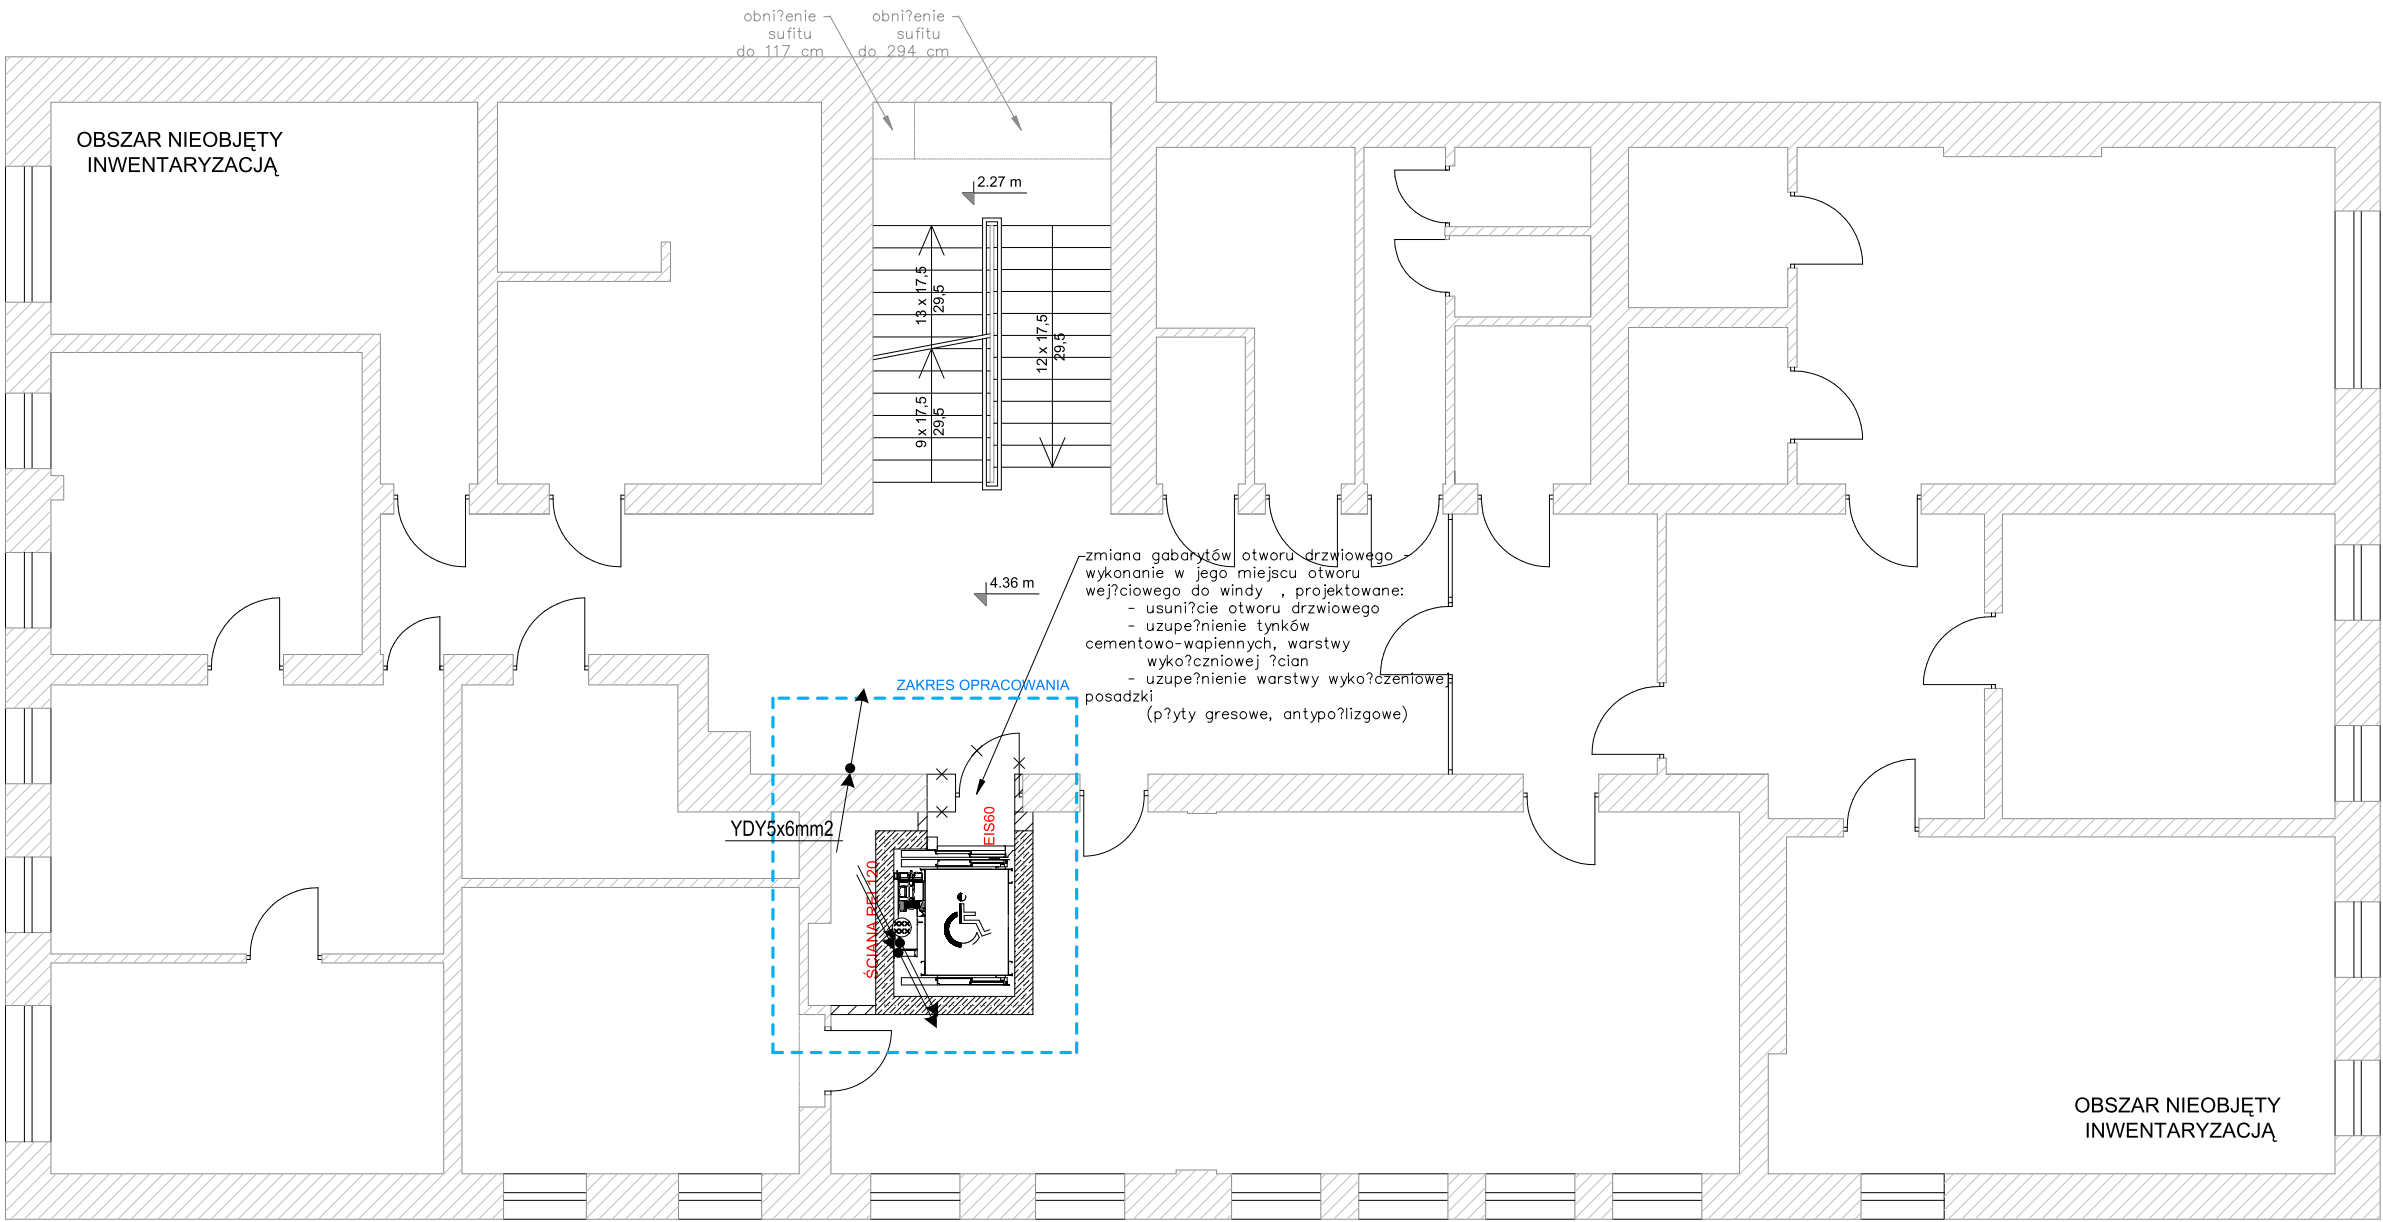 obni?enie
sufitu
do 117 cm
obni?enie
sufitu
do 294 cm
OBSZAR NIEOBJĘTY
INWENTARYZACJĄ
2.27 m
13 x 17,5
29,5
12 x 17,5
29,5
9 x 17,5
29,5
4.36 m
zmiana gabarytów otworu drzwiowego -
wykonanie w jego miejscu otworu
wej?ciowego do windy , projektowane:
- usuni?cie otworu drzwiowego
- uzupe?nienie tynków
cementowo-wapiennych, warstwy
wyko?czniowej ?cian
- uzupe?nienie warstwy wyko?czeniowej
posadzki
(p?yty gresowe, antypo?lizgowe)
ZAKRES OPRACOWANIA
YDY5x6mm2
EIS60
ŚCIANA REI 120
OBSZAR NIEOBJĘTY
INWENTARYZACJĄ